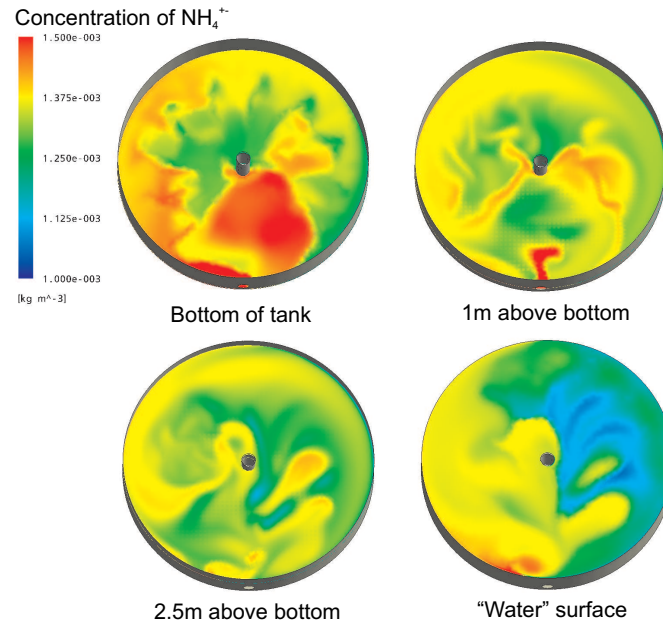 Concentration of NH₄⁺⁻
1.500e-003
1.375e-003
1.250e-003
1.125e-003
1.000e-003
[kg m^-3]
Bottom of tank
1m above bottom
2.5m above bottom
“Water” surface